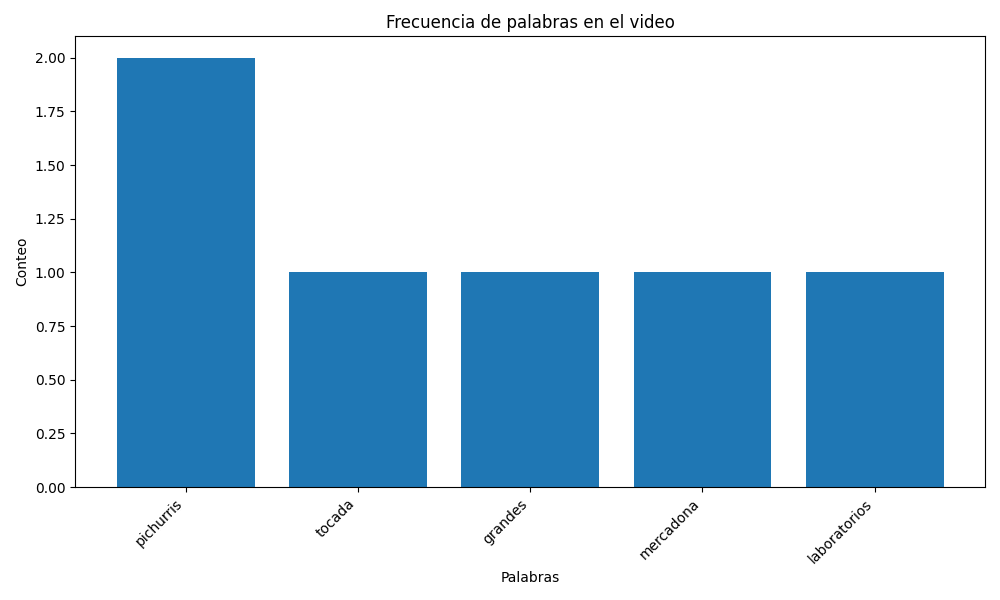 Frecuencia de palabras en el video
2.00
1.75
1.50
1.25
1.00
0.75
0.50
0.25
0.00
Conteo
pichurris
tocada
grandes
mercadona
laboratorios
Palabras